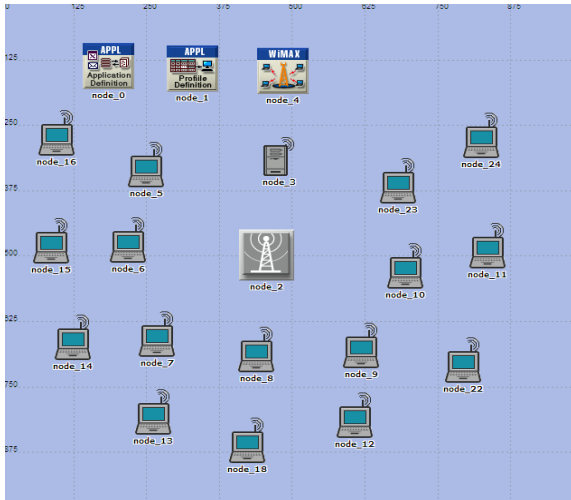 0 125 250 375 500 625 750 875
APPL
Application
Definition
node_0
APPL
Profile
Definition
node_1
WiMAX
node_4
125
250
node_16
node_5
node_3
node_24
375
node_23
node_15
node_6
node_2
node_10
node_11
500
625
node_14
node_7
node_8
node_9
node_22
750
node_13
node_18
node_12
875